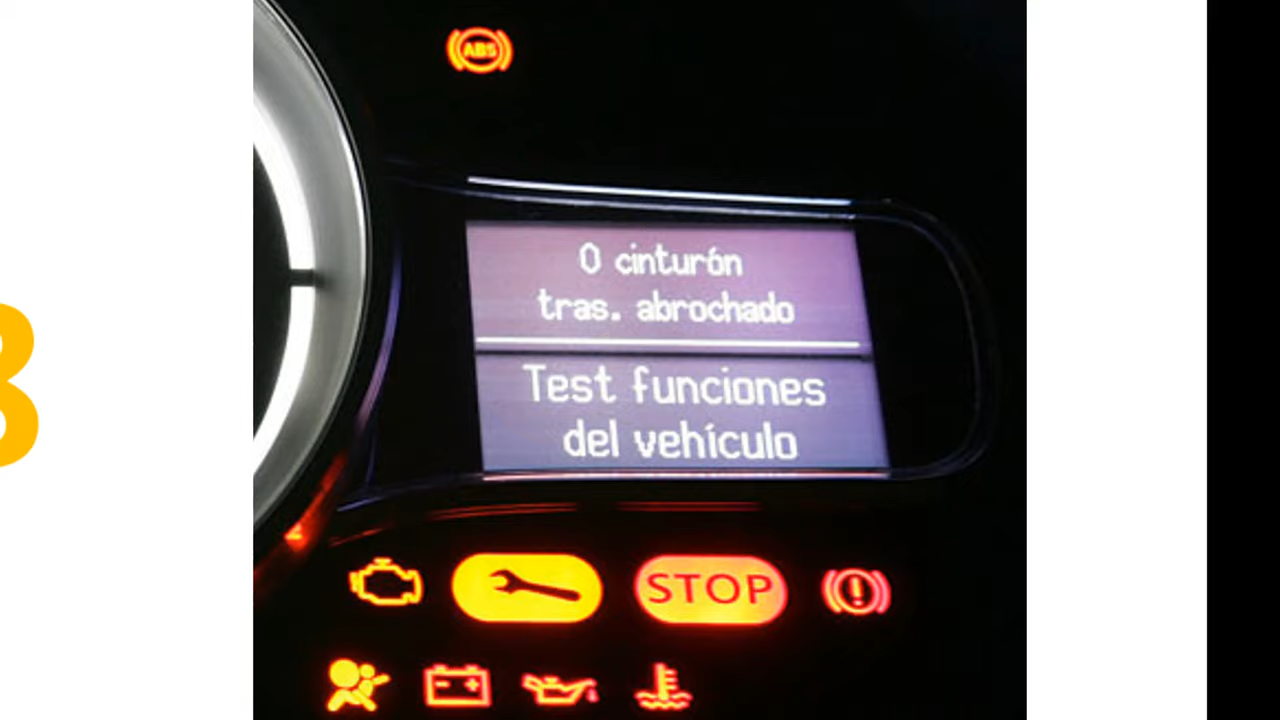 ABS
0 cinturón
tras. abrochado
Test funciones
del vehículo
STOP